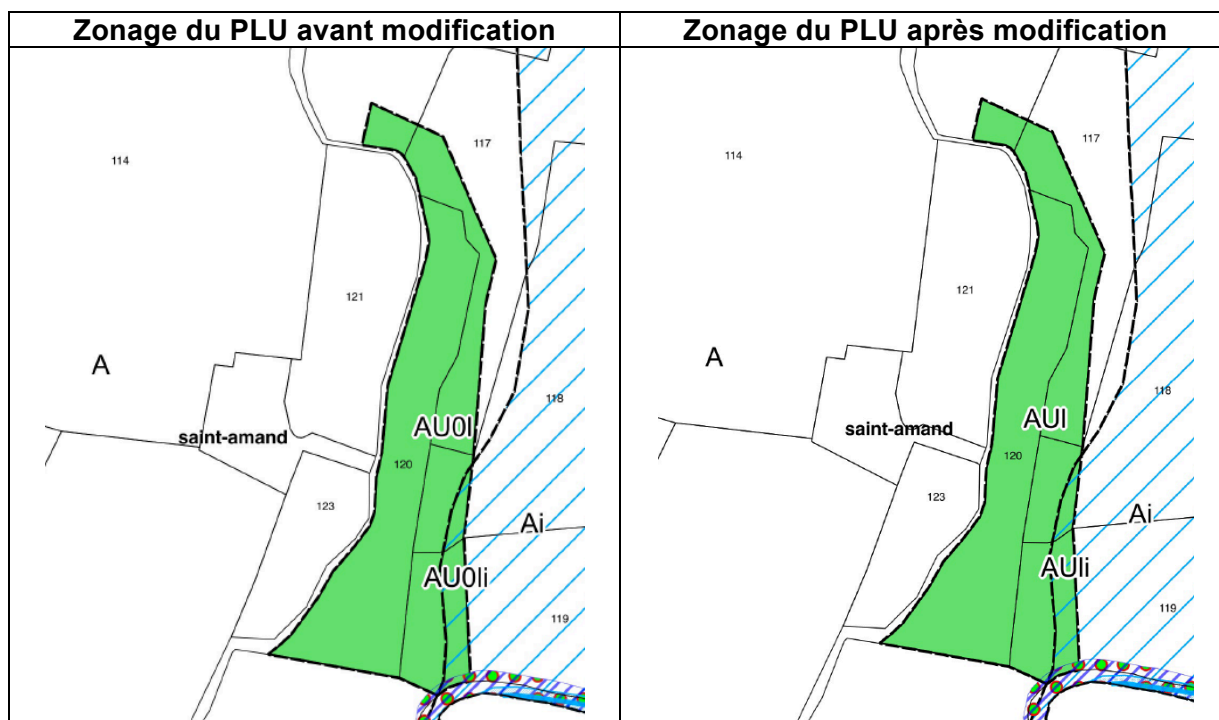 Zonage du PLU avant modification
Zonage du PLU après modification
114
117
121
A
118
saint-amand
AU0l
120
123
Ai
AU0li
119
114
117
121
A
118
saint-amand
AUl
120
123
Ai
AUli
119